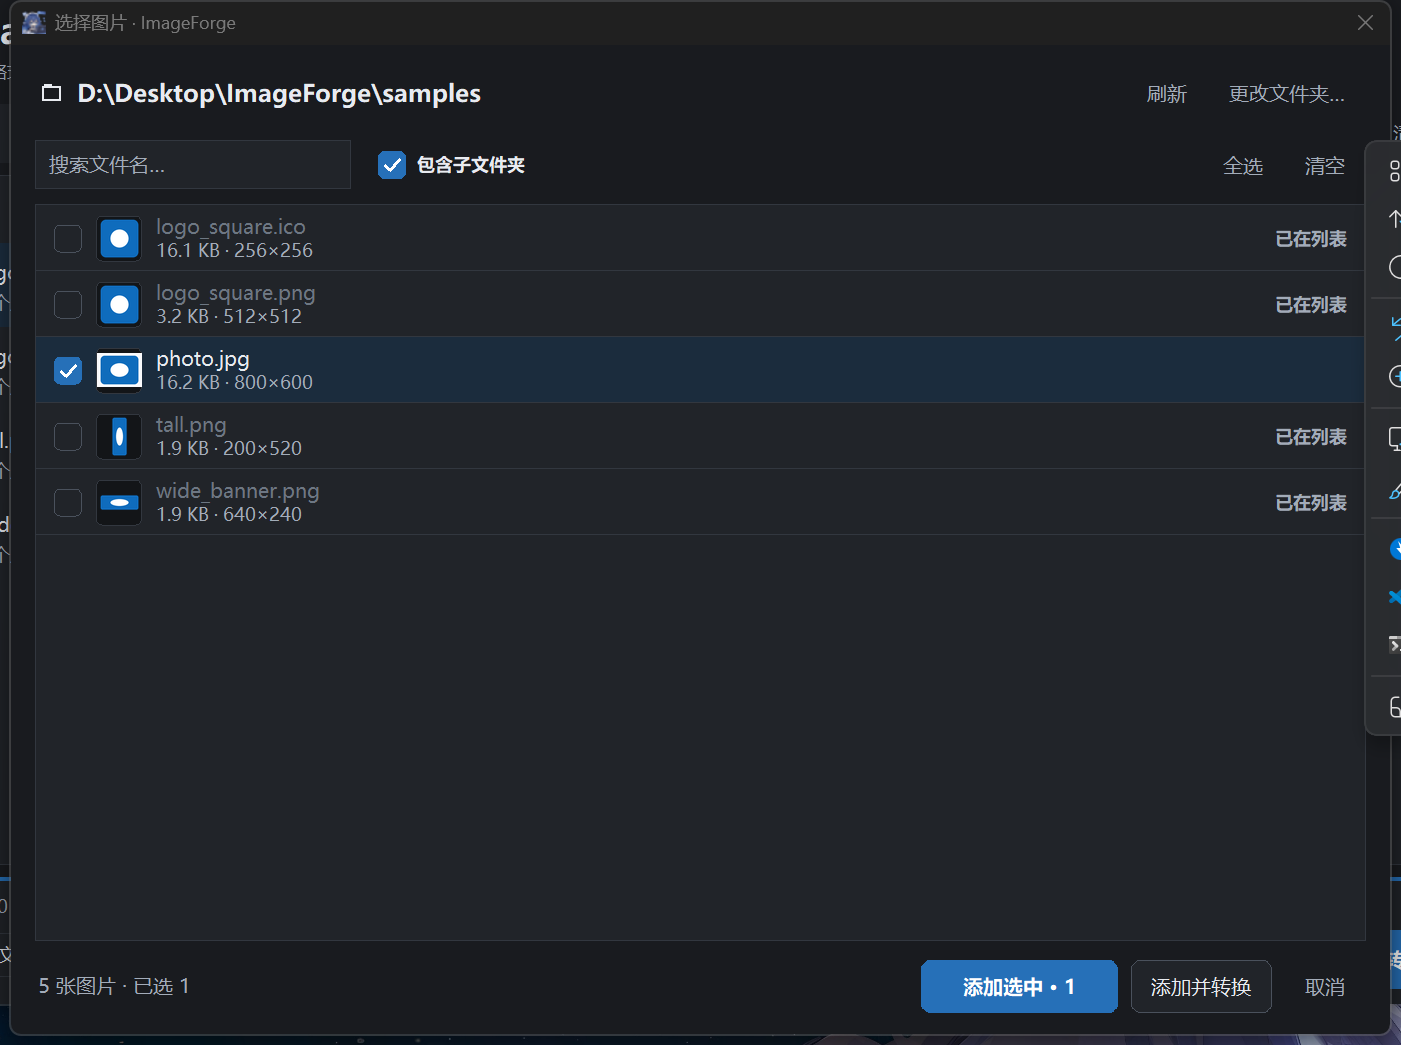 选择图片 · ImageForge
D:\Desktop\ImageForge\samples
刷新
更改文件夹...
搜索文件名...
包含子文件夹
全选
清空
logo_square.ico
16.1 KB · 256×256
已在列表
logo_square.png
3.2 KB · 512×512
已在列表
photo.jpg
16.2 KB · 800×600
tall.png
1.9 KB · 200×520
已在列表
wide_banner.png
1.9 KB · 640×240
已在列表
5 张图片 · 已选 1
添加选中 • 1
添加并转换
取消